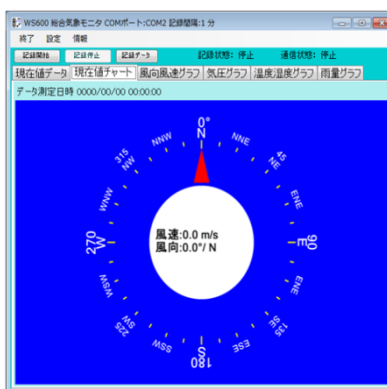 WS600 総合気象モニタ COMポート:COM2 記録間隔:1 分
終了 設定 情報
記録開始 記録停止 記録データ 記録状態: 停止 通信状態: 停止
現在値データ 現在値チャート 風向風速グラフ 気圧グラフ 温度湿度グラフ 雨量グラフ
データ測定日時 0000/00/00 00:00:00
0°
N
NNW
NNE
315
NW
45
NE
WNW
ENE
270
W
風速:0.0 m/s
風向:0.0°/ N
E
90
WSW
ENE
225
SW
SE
135
SSW
ESE
S
180